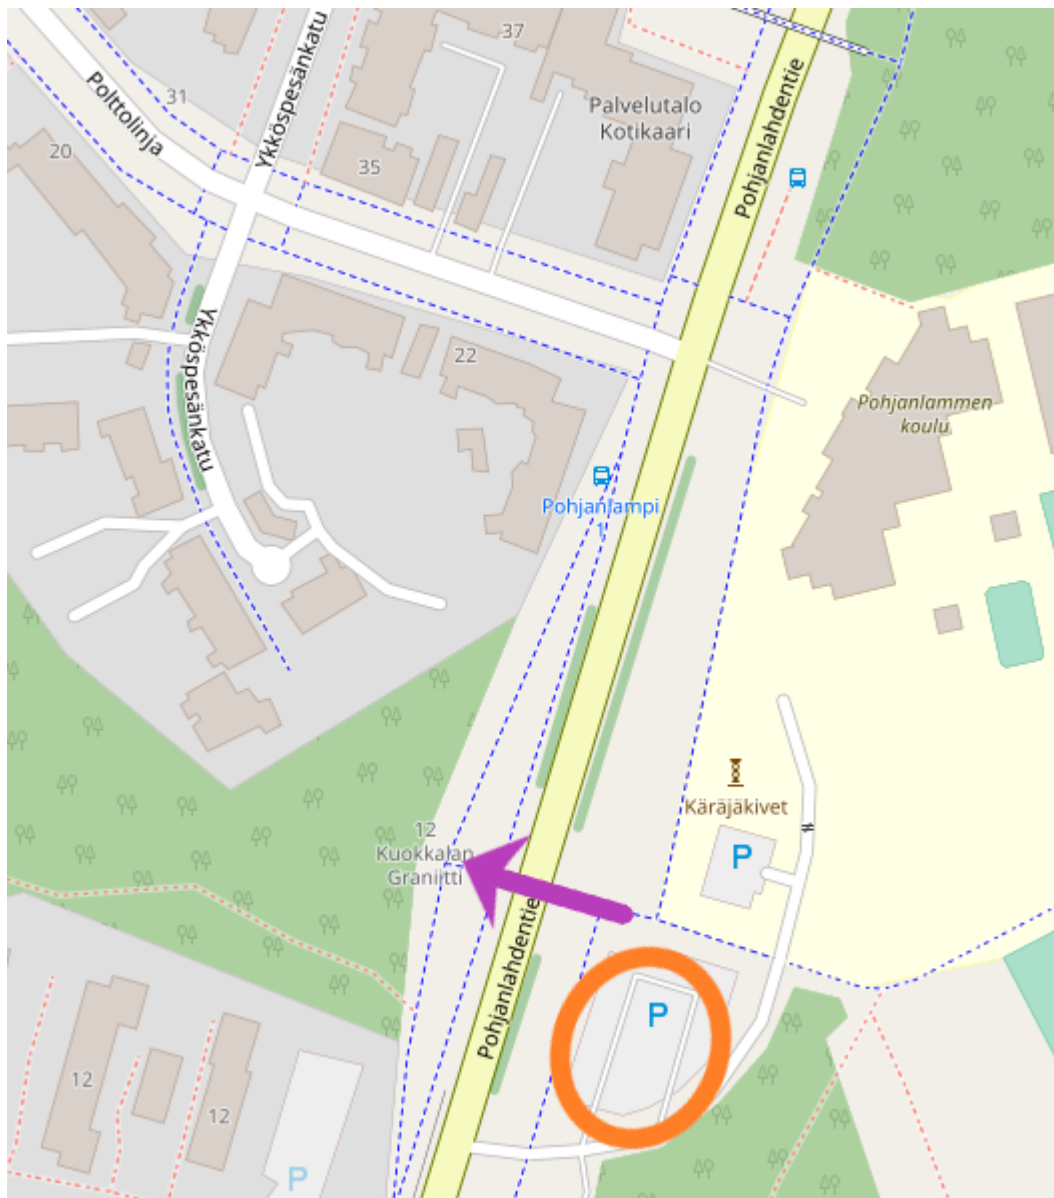 37
Ykköspesänkatu
Polttolinja
31
20
35
Palvelutalo
Kotikaari
Pohjanlahdentie
Ykköspesänkatu
22
Pohjanlammen
koulu
Pohjanlampi
1
Käräjäkivet
12
Kuokkalan
Graniitti
P
Pohjanlahdentie
P
12
12
P